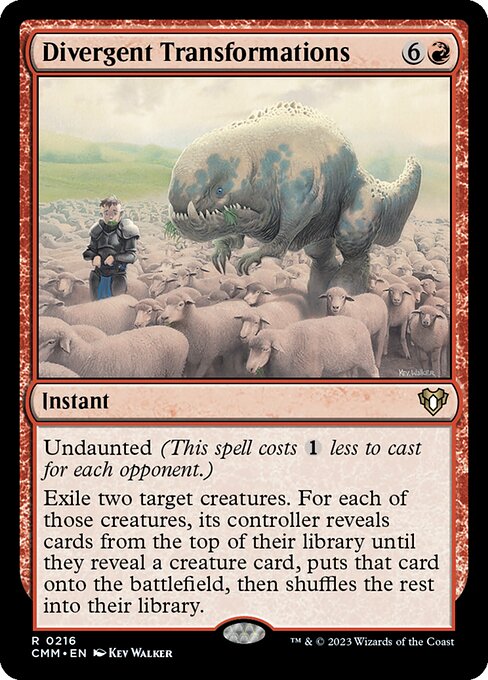 Divergent Transformations 6
KEV WALKER
Instant
Undaunted (This spell costs 1 less to cast
for each opponent.)
Exile two target creatures. For each of
those creatures, its controller reveals
cards from the top of their library until
they reveal a creature card, puts that card
onto the battlefield, then shuffles the rest
into their library.
R 0216
™ & © 2023 Wizards of the Coast
CMM • EN Kev Walker